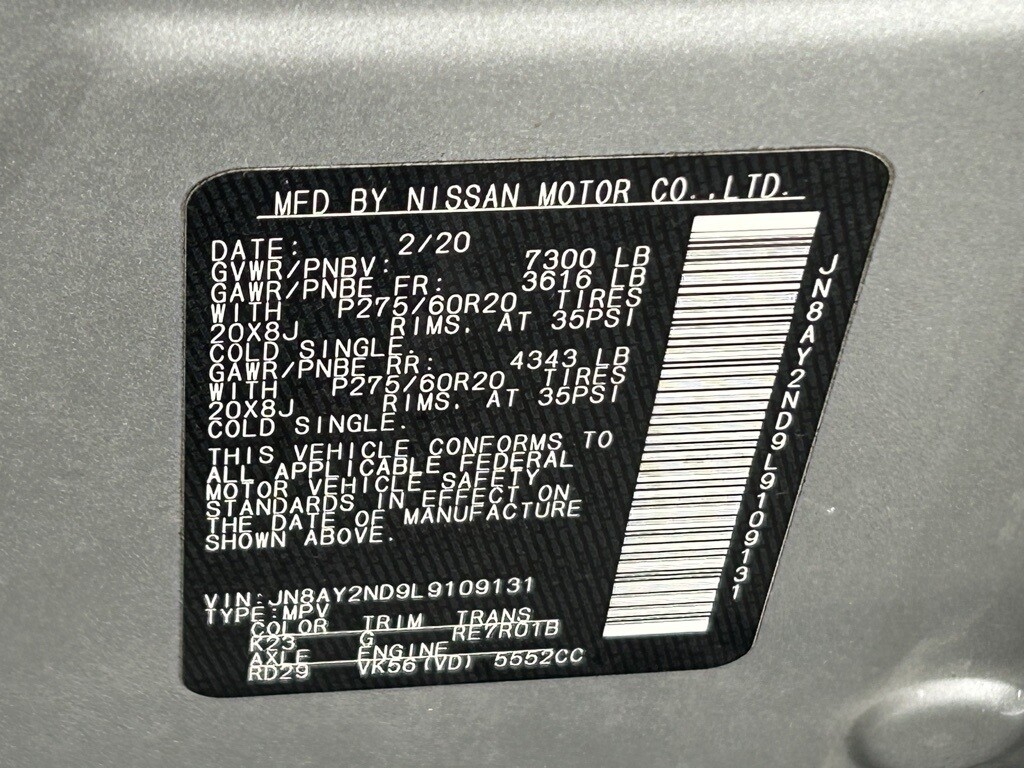 MFD BY NISSAN MOTOR CO.,LTD.
DATE: 2/20
GVWR/PNBV: 7300 LB
GAWR/PNBE FR: 3616 LB
WITH P275/60R20 TIRES
20X8J RIMS. AT 35PSI
COLD SINGLE.
GAWR/PNBE RR: 4343 LB
WITH P275/60R20 TIRES
20X8J RIMS. AT 35PSI
COLD SINGLE.
THIS VEHICLE CONFORMS TO
ALL APPLICABLE FEDERAL
MOTOR VEHICLE SAFETY
STANDARDS IN EFFECT ON
THE DATE OF MANUFACTURE
SHOWN ABOVE.
VIN:JN8AY2ND9L9109131
TYPE:MPV
COLOR TRIM TRANS
K23 G RE7R01B
AXLE ENGINE
RD29 VK56(VD) 5552CC
JN8AY2ND9L9109131